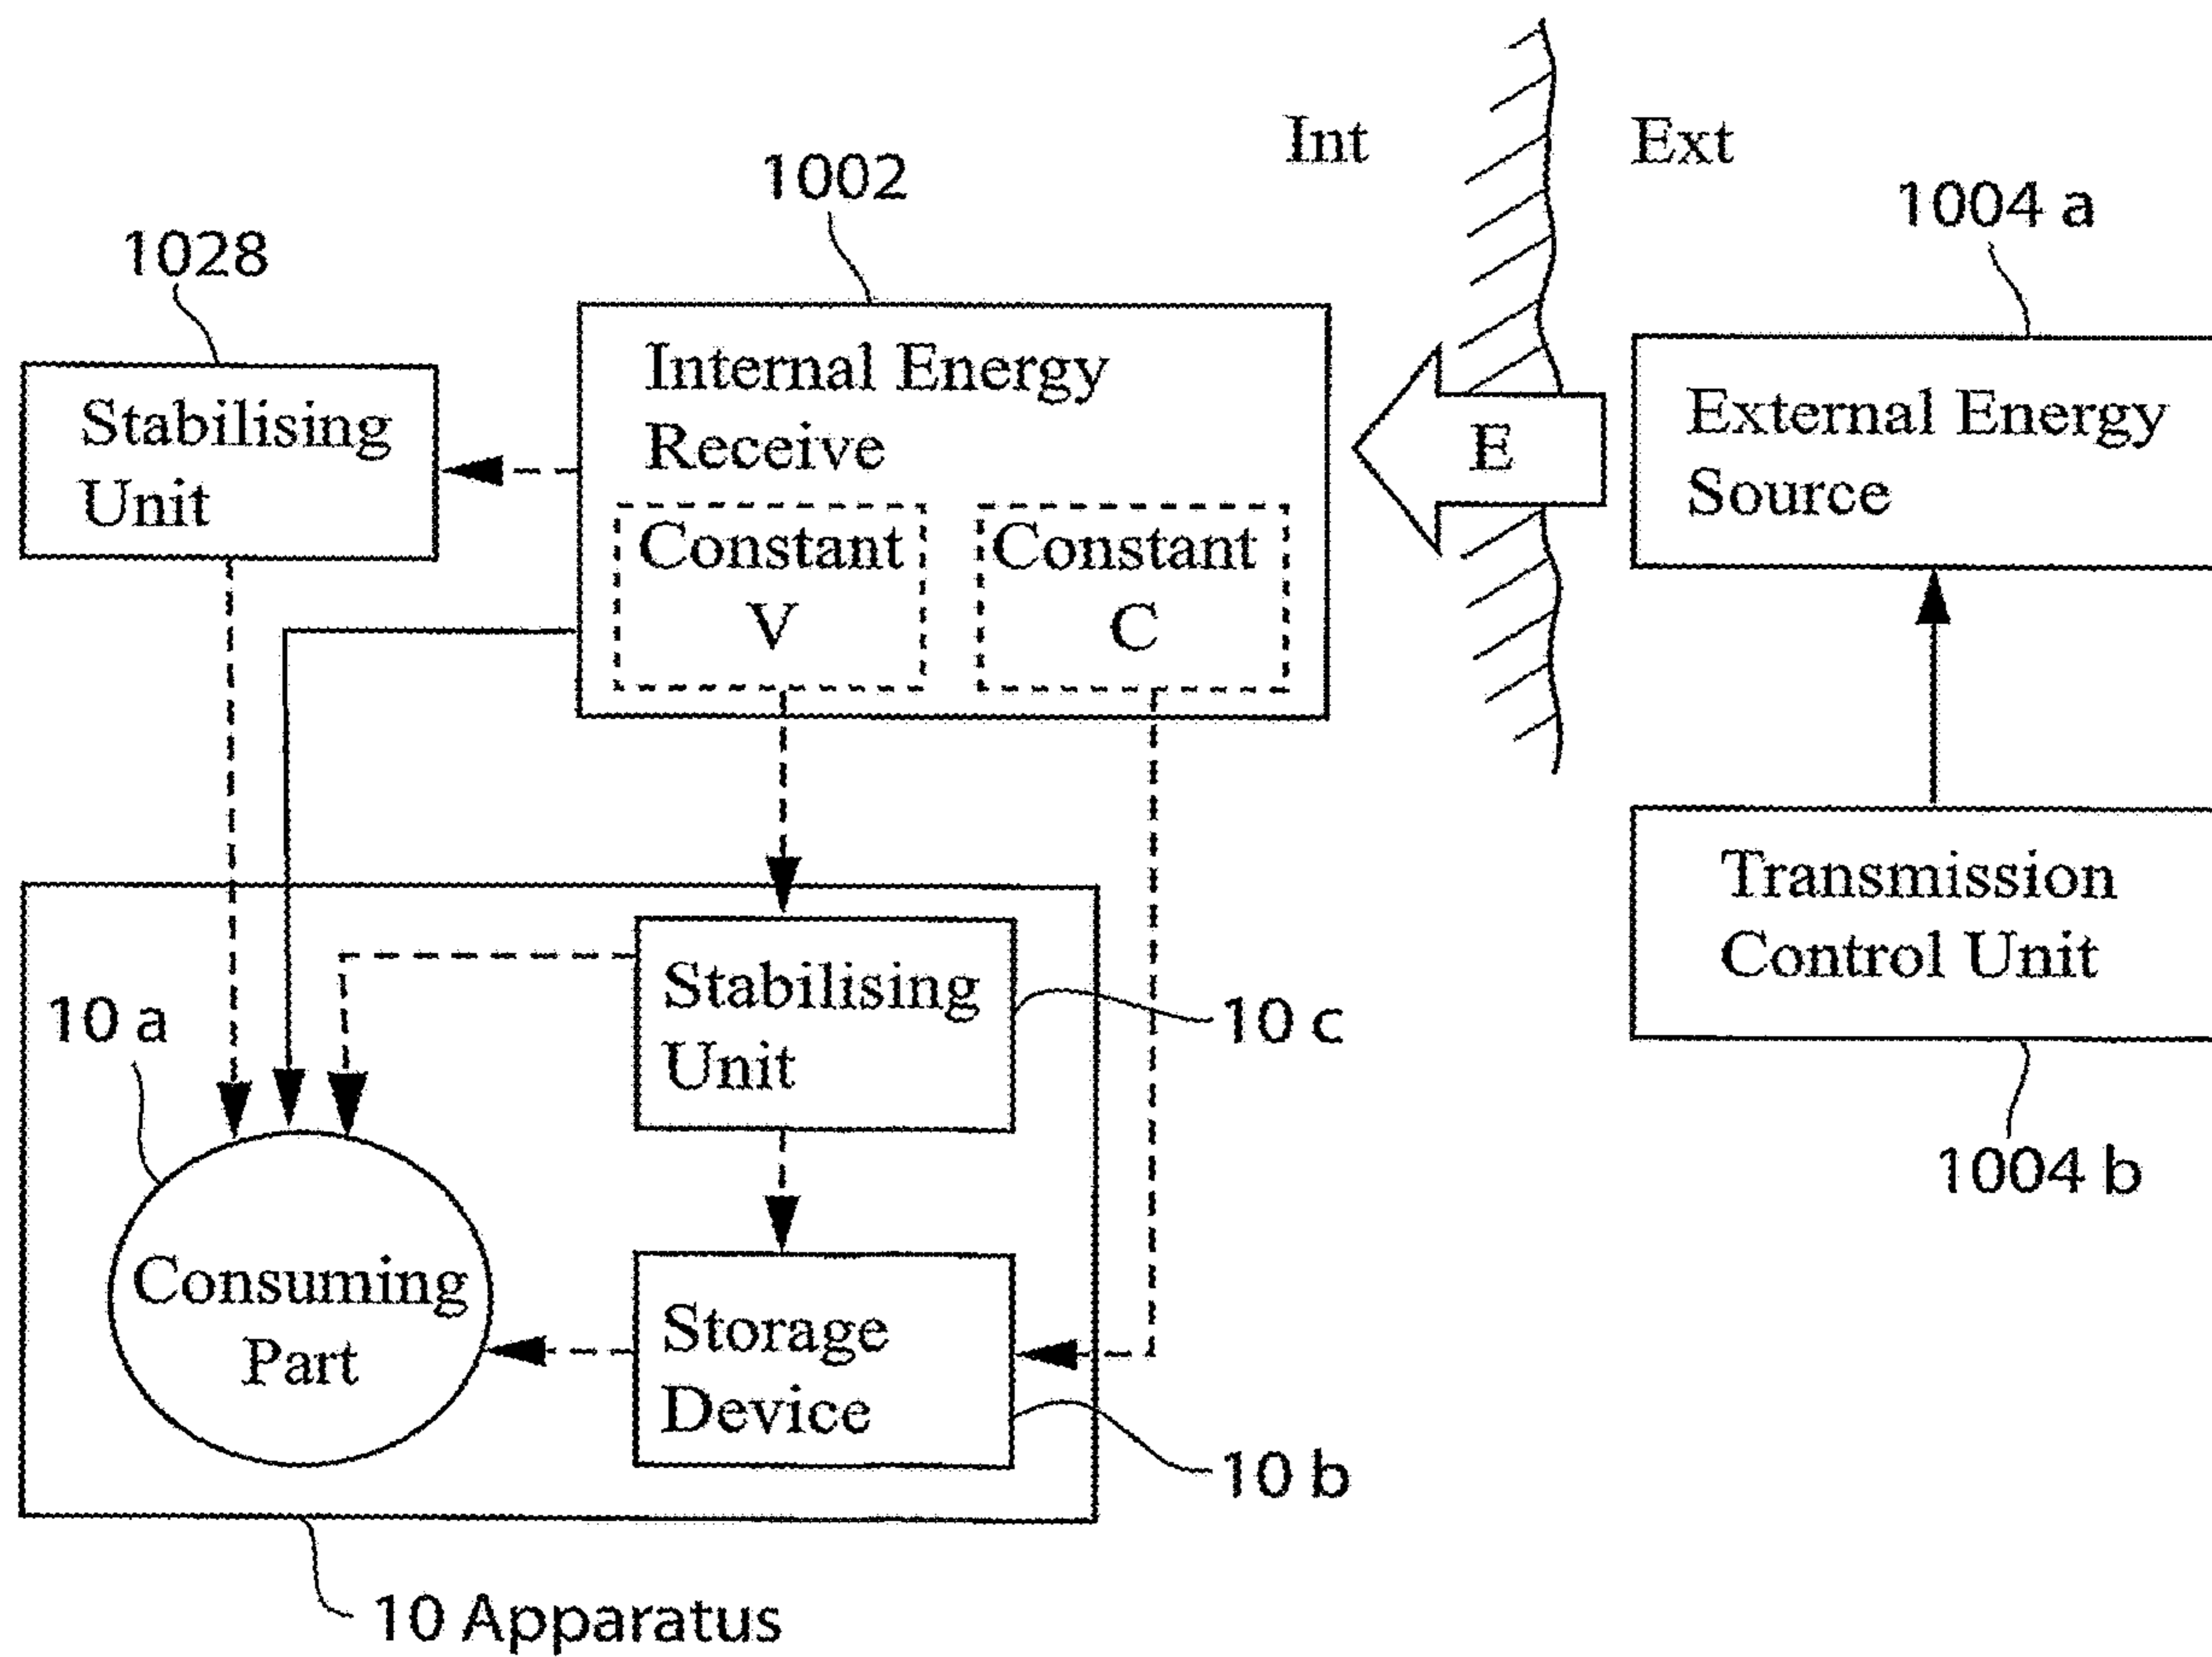 Int
Ext
1002
1004 a
1028
Internal Energy
Receive
External Energy
Source
Stabilising
Unit
E
Constant
V
Constant
C
Transmission
Control Unit
Stabilising
Unit
10 a
10 c
1004 b
Consuming
Part
Storage
Device
10 b
10 Apparatus